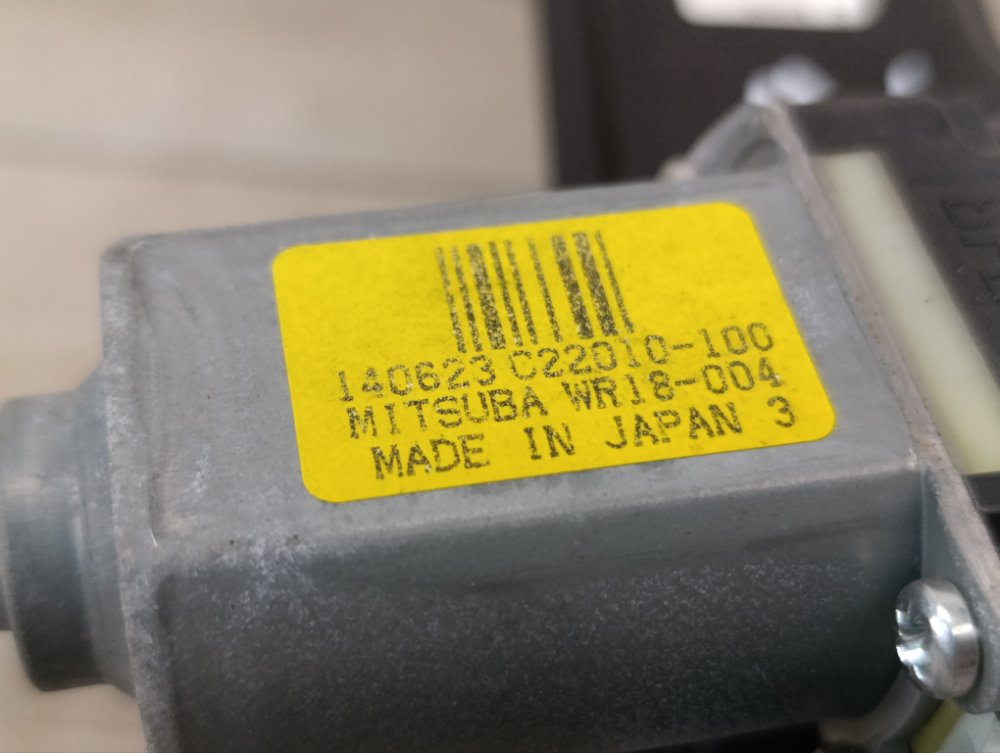 140623 C22010-100
MITSUBA WR18-004
MADE IN JAPAN 3